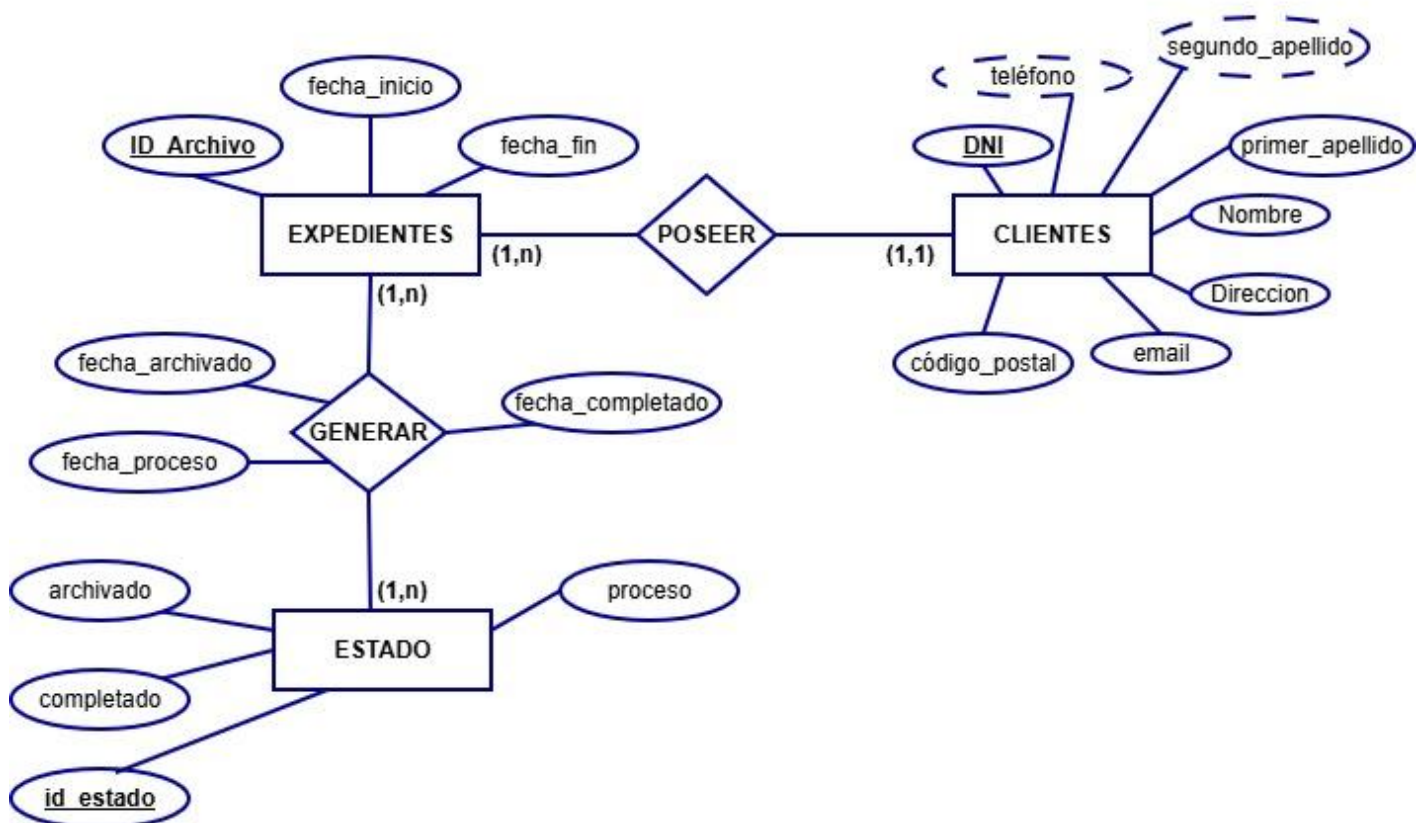 segundo_apellido
teléfono
fecha_inicio
ID_Archivo
fecha_fin
DNI
primer_apellido
EXPEDIENTES
POSEER
CLIENTES
Nombre
(1,n)
(1,1)
(1,n)
Direccion
fecha_archivado
código_postal
email
fecha_completado
GENERAR
fecha_proceso
archivado
(1,n)
proceso
ESTADO
completado
id_estado